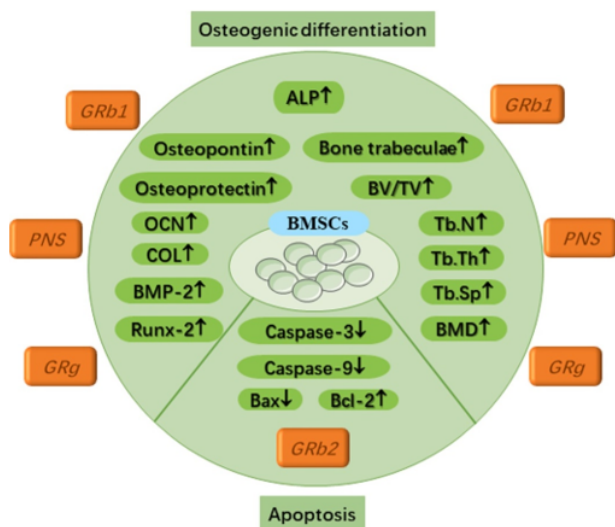 Osteogenic differentiation
GRb1
ALP↑
GRb1
Osteopontin↑
Bone trabeculae↑
Osteoprotectin↑
BV/TV↑
BMSCs
PNS
OCN↑
Tb.N↑
PNS
COL↑
Tb.Th↑
BMP-2↑
Tb.Sp↑
Runx-2↑
Caspase-3↓
BMD↑
GRg
Caspase-9↓
GRg
Bax↓
Bcl-2↑
GRb2
Apoptosis